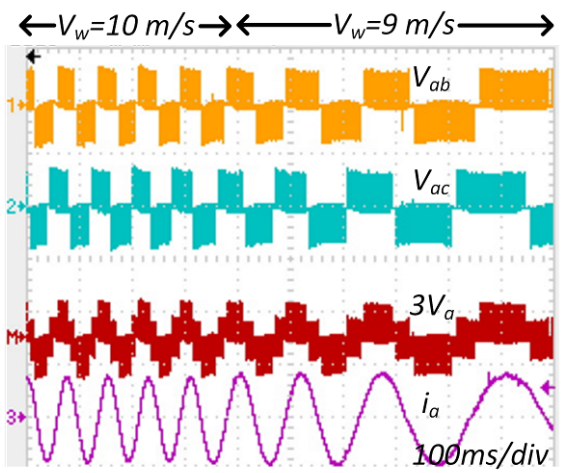 V_w=10 m/s V_w=9 m/s
1 V_ab
2 V_ac
3V_a
M
3 i_a
100ms/div